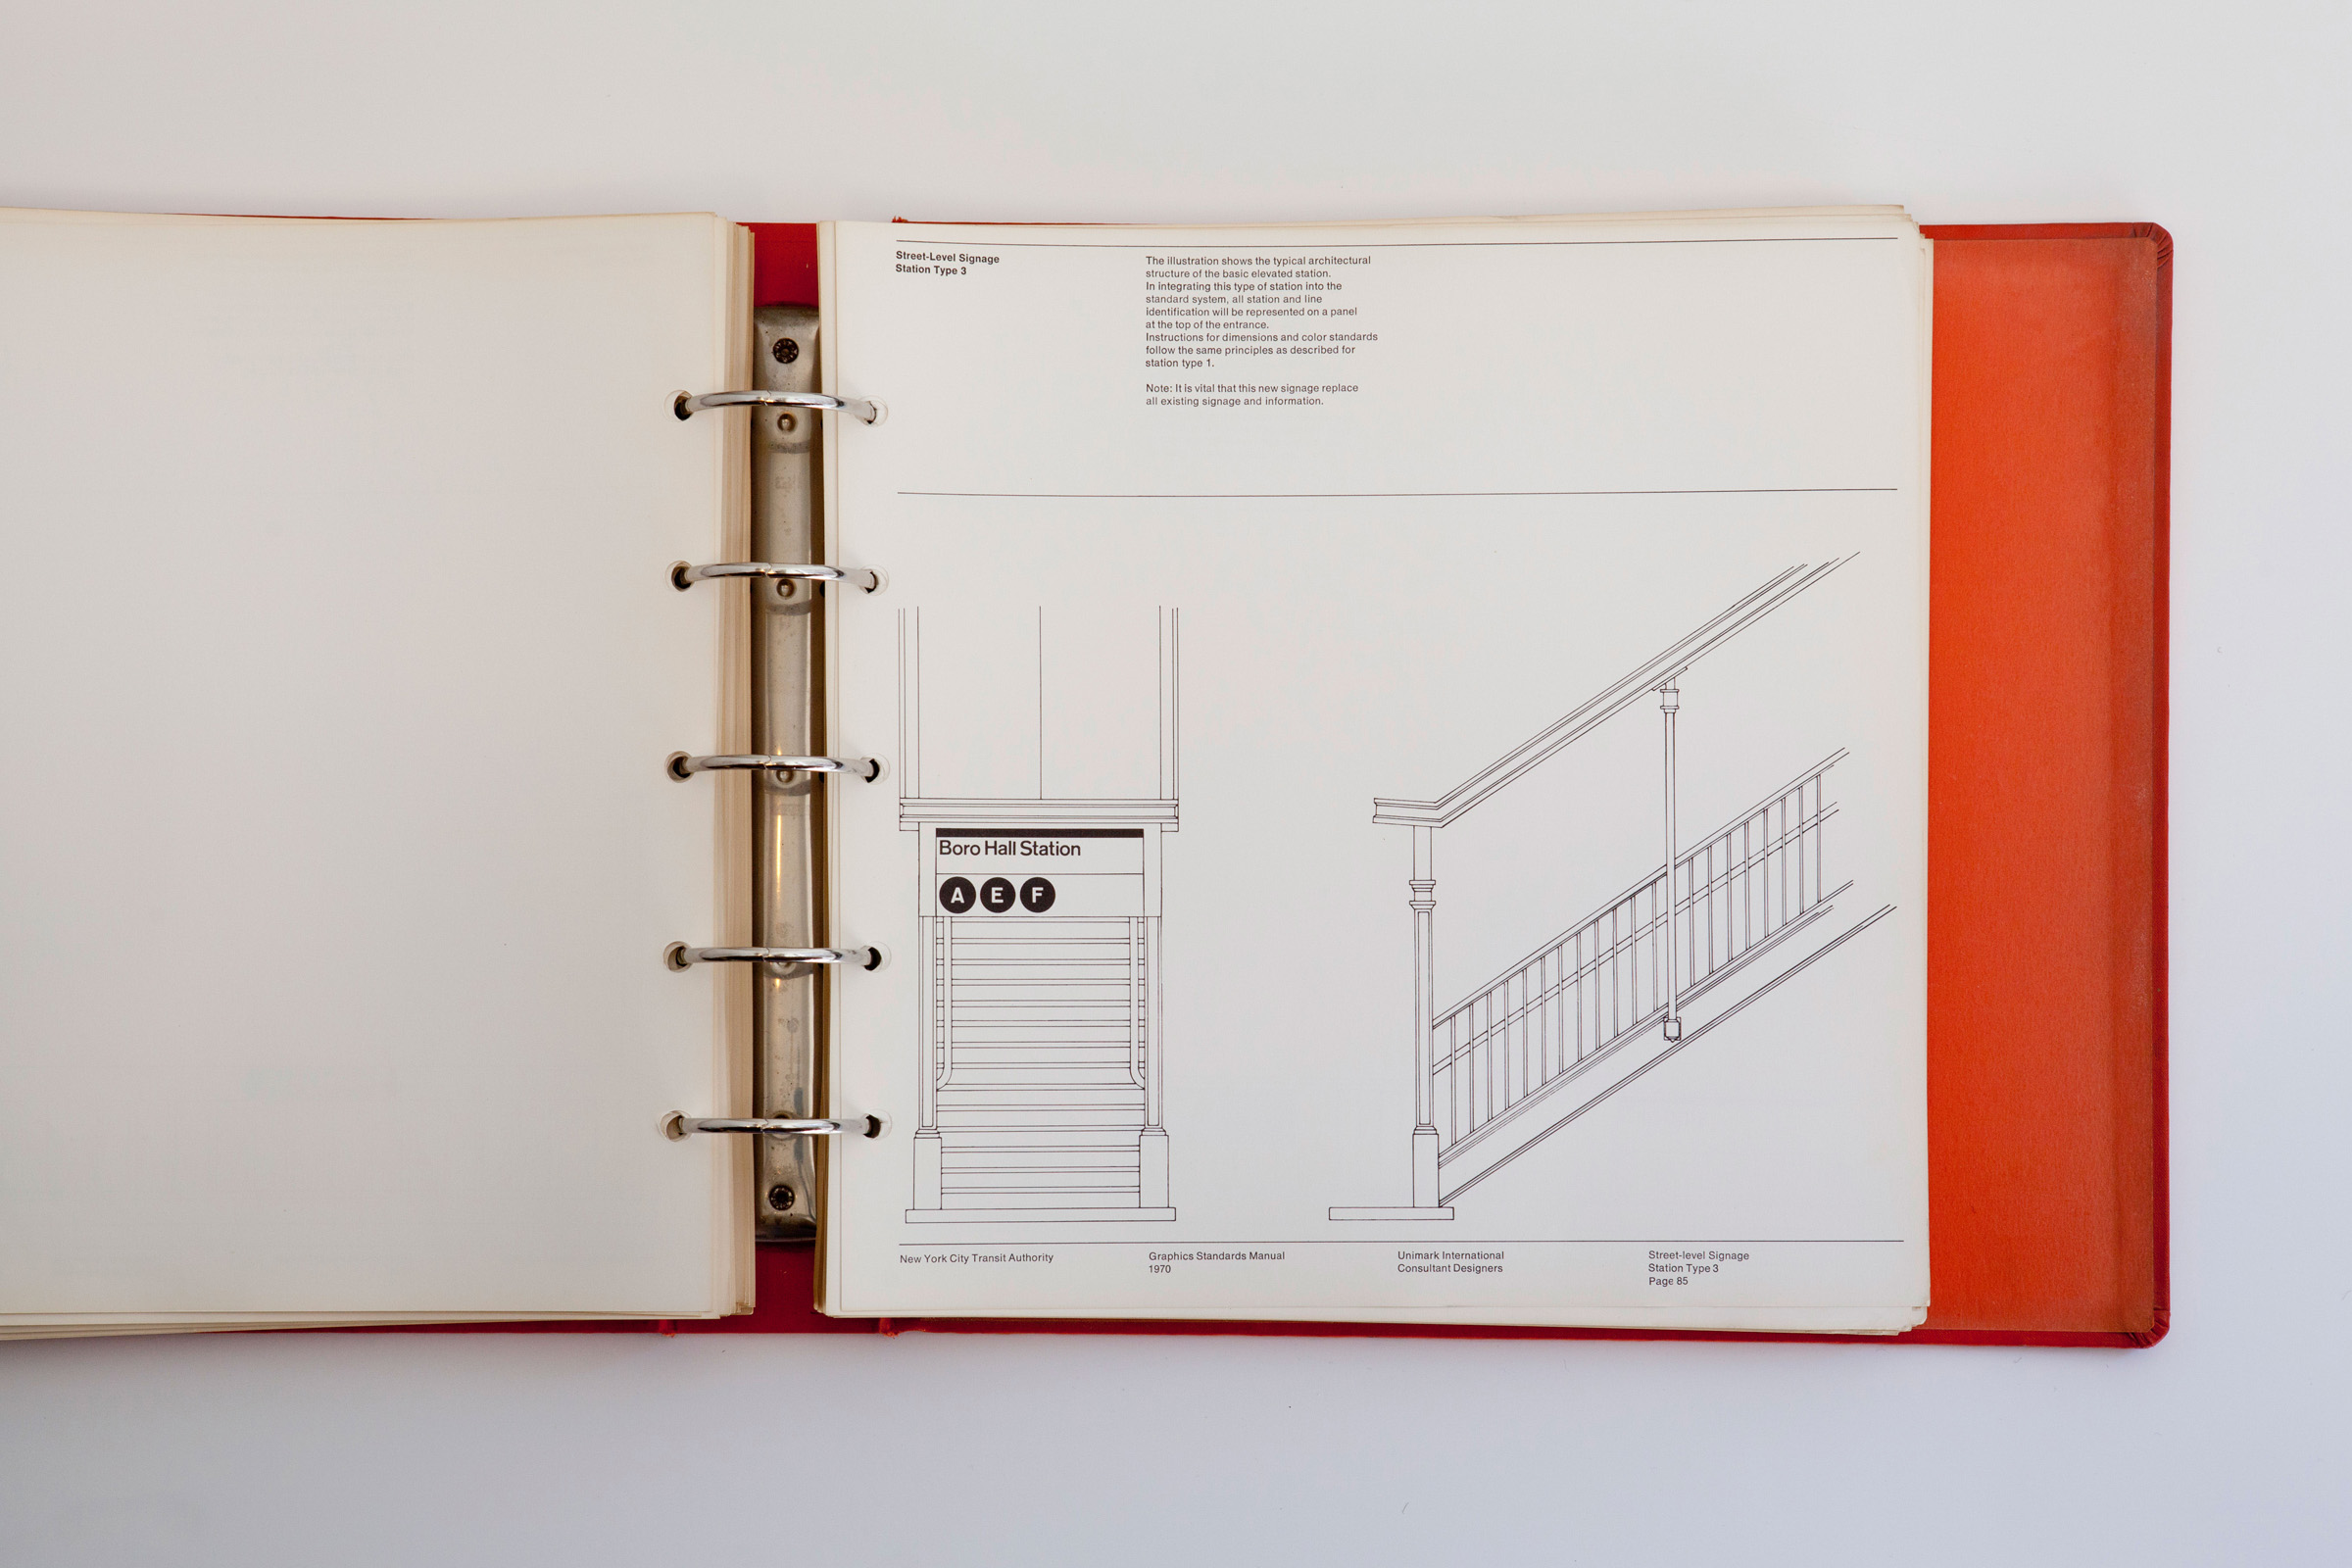 Street-Level Signage
Station Type 3
The illustration shows the typical architectural
structure of the basic elevated station.
In integrating this type of station into the
standard system, all station and line
identification will be represented on a panel
at the top of the entrance.
Instructions for dimensions and color standards
follow the same principles as described for
station type 1.
Note: It is vital that this new signage replace
all existing signage and information.
Boro Hall Station
A E F
New York City Transit Authority
Graphics Standards Manual
1970
Unimark International
Consultant Designers
Street-level Signage
Station Type 3
Page 85